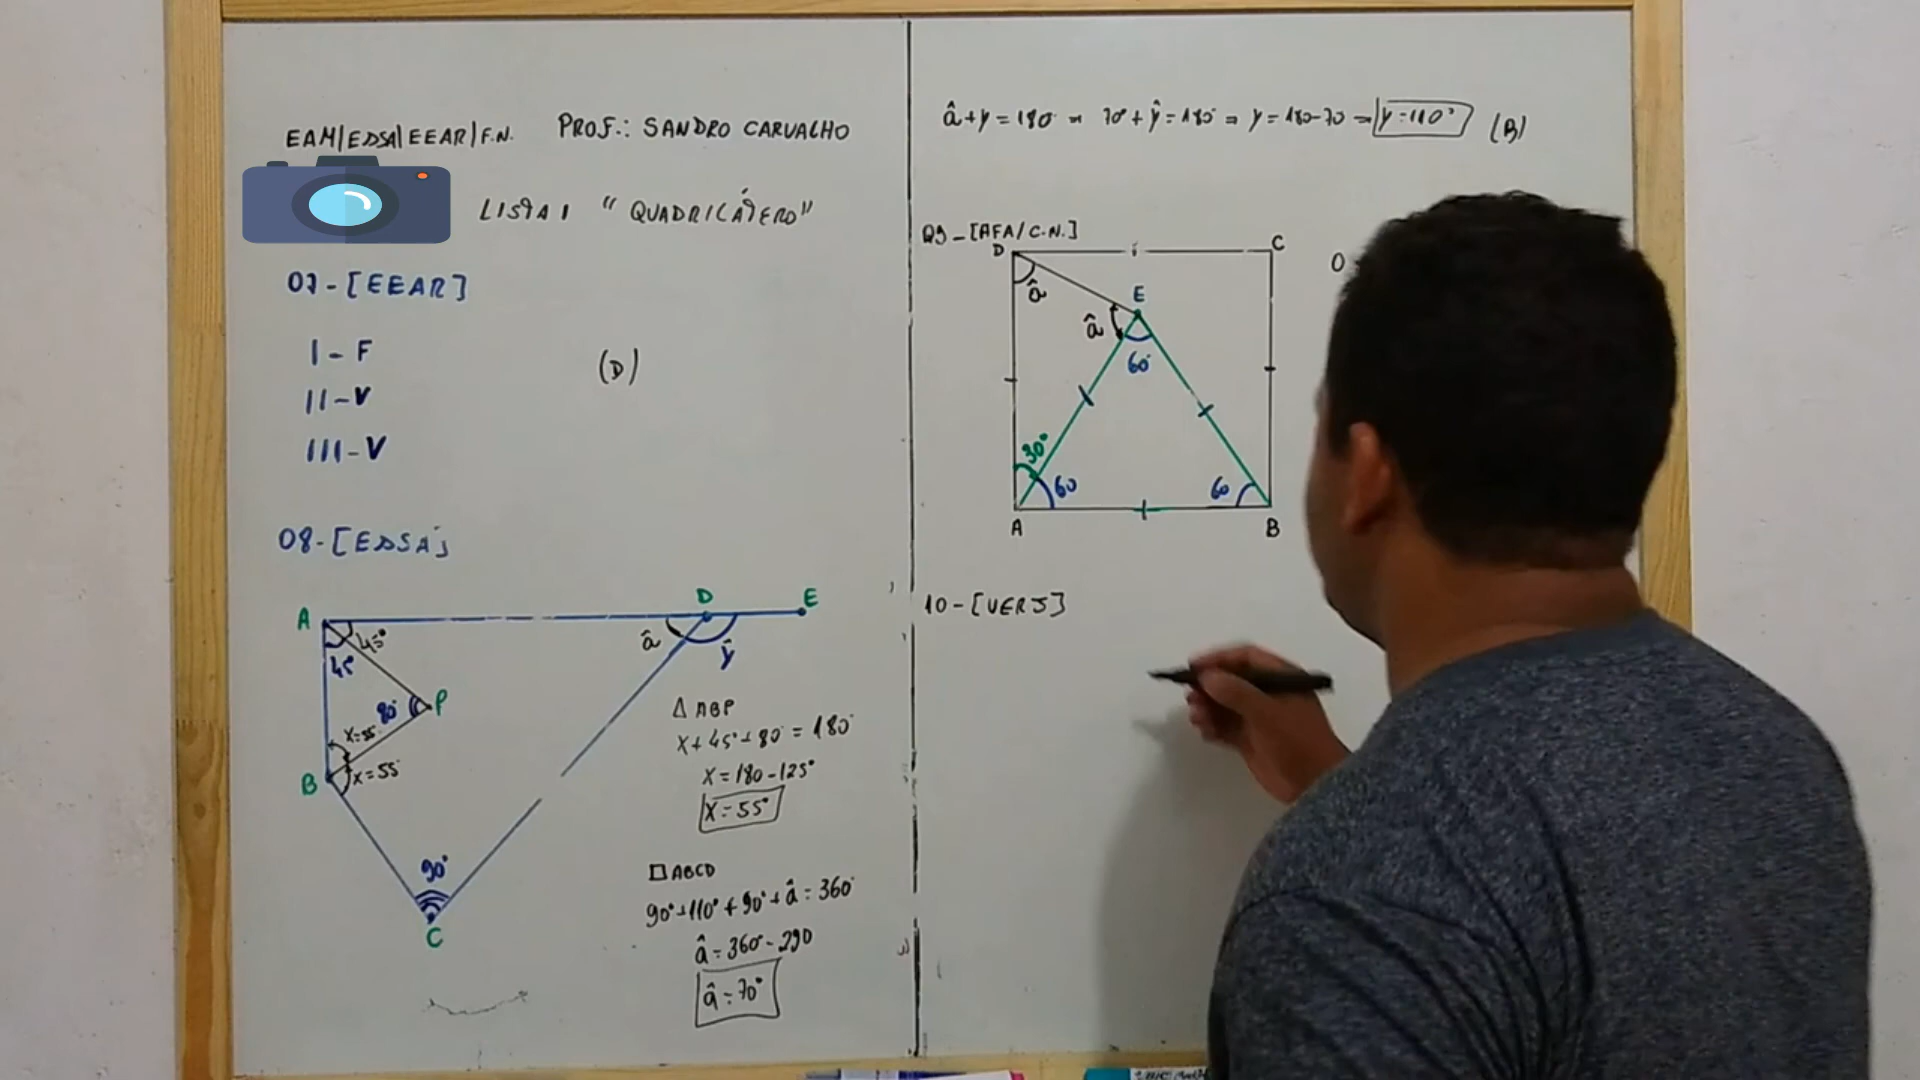 EAM/EDSA/EEAR/F.N. PROF.: SANDRO CARVALHO
LISTA 1 " QUADRILÁTERO"
07-[EEAR]
I - F
II - V
III - V
(D)
08-[EDSA]
A
D
E
45°
45°
â
ŷ
80°
P
x=55°
B
x=55
90°
C
Δ ABP
x+45°+80°=180°
x=180-125°
x=55°
□ABCD
90°+110°+90°+â=360°
â=360°-290
â=70°
â+y=180° ⇒ 70°+ŷ=180° ⇒ y=180-70 ⇒ y=110° (B)
09-[AFA/C.N.]
D
C
0
â
E
â
60°
30°
60
60
A
B
10-[UERJ]